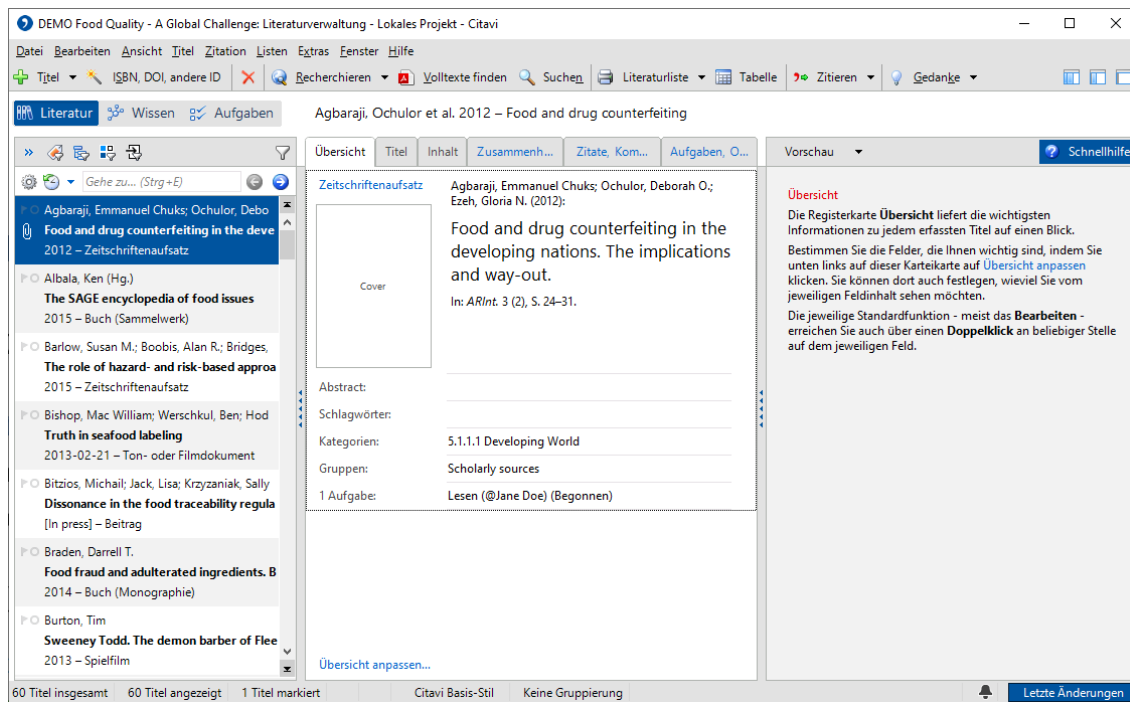 DEMO Food Quality - A Global Challenge: Literaturverwaltung - Lokales Projekt - Citavi
Datei Bearbeiten Ansicht Titel Zitation Listen Extras Fenster Hilfe
Titel ISBN, DOI, andere ID Recherchieren Volltexte finden Suchen Literaturliste Tabelle Zitieren Gedanke
Literatur Wissen Aufgaben Agbaraji, Ochulor et al. 2012 – Food and drug counterfeiting
Übersicht Titel Inhalt Zusammenh... Zitate, Kom... Aufgaben, O... Vorschau Schnellhilfe
Gehe zu... (Strg+E)
Agbaraji, Emmanuel Chuks; Ochulor, Debo
Food and drug counterfeiting in the deve
2012 – Zeitschriftenaufsatz
Albala, Ken (Hg.)
The SAGE encyclopedia of food issues
2015 – Buch (Sammelwerk)
Barlow, Susan M.; Boobis, Alan R.; Bridges,
The role of hazard- and risk-based approa
2015 – Zeitschriftenaufsatz
Bishop, Mac William; Werschkul, Ben; Hod
Truth in seafood labeling
2013-02-21 – Ton- oder Filmdokument
Bitzios, Michail; Jack, Lisa; Krzyzaniak, Sally
Dissonance in the food traceability regula
[In press] – Beitrag
Braden, Darrell T.
Food fraud and adulterated ingredients. B
2014 – Buch (Monographie)
Burton, Tim
Sweeney Todd. The demon barber of Flee
2013 – Spielfilm
Zeitschriftenaufsatz
Cover
Agbaraji, Emmanuel Chuks; Ochulor, Deborah O.;
Ezeh, Gloria N. (2012):
Food and drug counterfeiting in the
developing nations. The implications
and way-out.
In: ARInt. 3 (2), S. 24–31.
Abstract:
Schlagwörter:
Kategorien: 5.1.1.1 Developing World
Gruppen: Scholarly sources
1 Aufgabe: Lesen (@Jane Doe) (Begonnen)
Übersicht anpassen...
Übersicht
Die Registerkarte Übersicht liefert die wichtigsten
Informationen zu jedem erfassten Titel auf einen Blick.
Bestimmen Sie die Felder, die Ihnen wichtig sind, indem Sie
unten links auf dieser Karteikarte auf Übersicht anpassen
klicken. Sie können dort auch festlegen, wieviel Sie vom
jeweiligen Feldinhalt sehen möchten.
Die jeweilige Standardfunktion - meist das Bearbeiten -
erreichen Sie auch über einen Doppelklick an beliebiger Stelle
auf dem jeweiligen Feld.
60 Titel insgesamt 60 Titel angezeigt 1 Titel markiert Citavi Basis-Stil Keine Gruppierung Letzte Änderungen